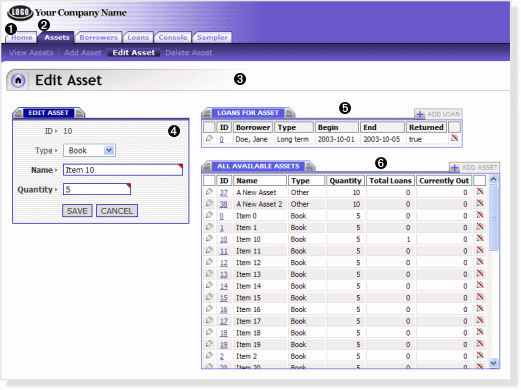 LOGO Your Company Name
1 2
Home Assets Borrowers Loans Console Sampler
View Assets Add Asset Edit Asset Delete Asset
Edit Asset 3
EDIT ASSET
ID 10 4
Type Book
Name Item 10
Quantity 5
SAVE CANCEL
LOANS FOR ASSET 5 ADD LOAN
ID Borrower Type Begin End Returned
0 Doe, Jane Long term 2003-10-01 2003-10-05 true
ALL AVAILABLE ASSETS 6 ADD ASSET
ID Name Type Quantity Total Loans Currently Out
37 A New Asset Other 10 0 0
38 A New Asset 2 Other 10 0 0
0 Item 0 Book 5 0 0
1 Item 1 Book 5 0 0
10 Item 10 Book 5 1 0
11 Item 11 Book 5 0 0
12 Item 12 Book 5 0 0
13 Item 13 Book 5 0 0
14 Item 14 Book 5 0 0
15 Item 15 Book 5 0 0
16 Item 16 Book 5 0 0
17 Item 17 Book 5 0 0
18 Item 18 Book 5 0 0
19 Item 19 Book 5 0 0
2 Item 2 Book 5 0 0
20 Item 20 Book 5 0 0